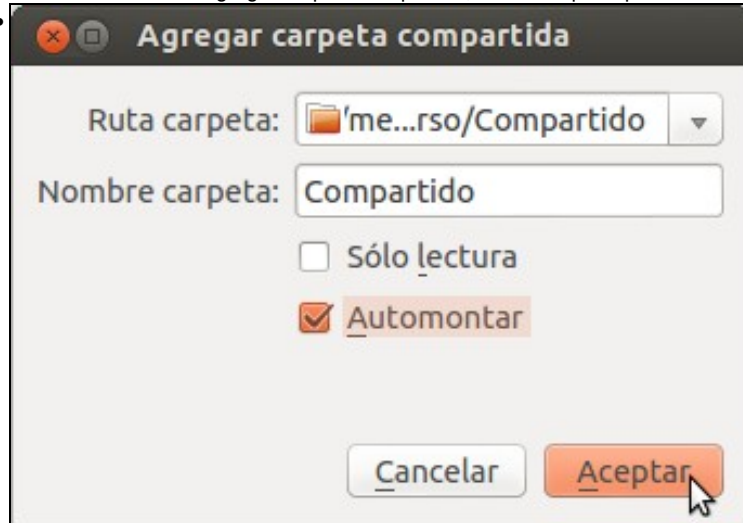 Agregar carpeta compartida
Ruta carpeta: /me...rso/Compartido
Nombre carpeta: Compartido
Sólo lectura
Automontar
Cancelar Aceptar